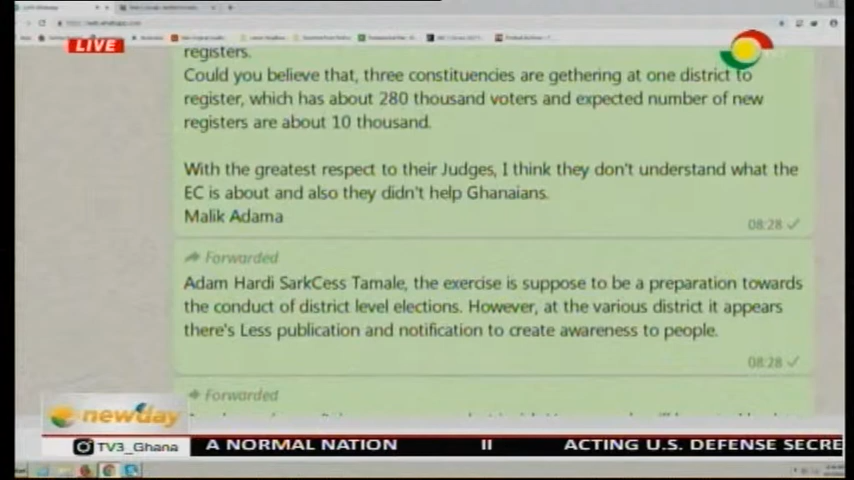 LIVE
registers.
Could you believe that, three constituencies are gethering at one district to
register, which has about 280 thousand voters and expected number of new
registers are about 10 thousand.
With the greatest respect to their Judges, I think they don't understand what the
EC is about and also they didn't help Ghanaians.
Malik Adama
08:28
Forwarded
Adam Hardi SarkCess Tamale, the exercise is suppose to be a preparation towards
the conduct of district level elections. However, at the various district it appears
there's Less publication and notification to create awareness to people.
08:28
Forwarded
newday
TV3_Ghana
A NORMAL NATION II ACTING U.S. DEFENSE SECRE